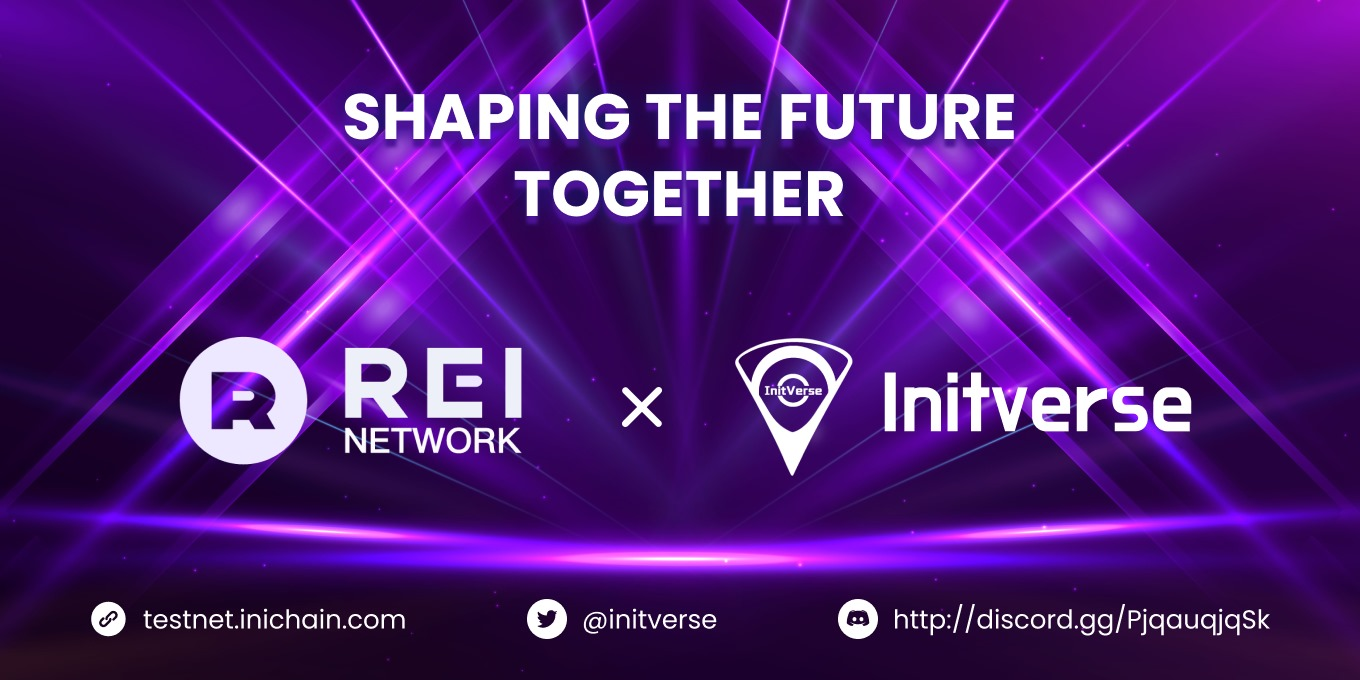 SHAPING THE FUTURE
TOGETHER
REI
NETWORK
InitVerse
Initverse
testnet.inichain.com
@initverse
http://discord.gg/PjqauqjqSk